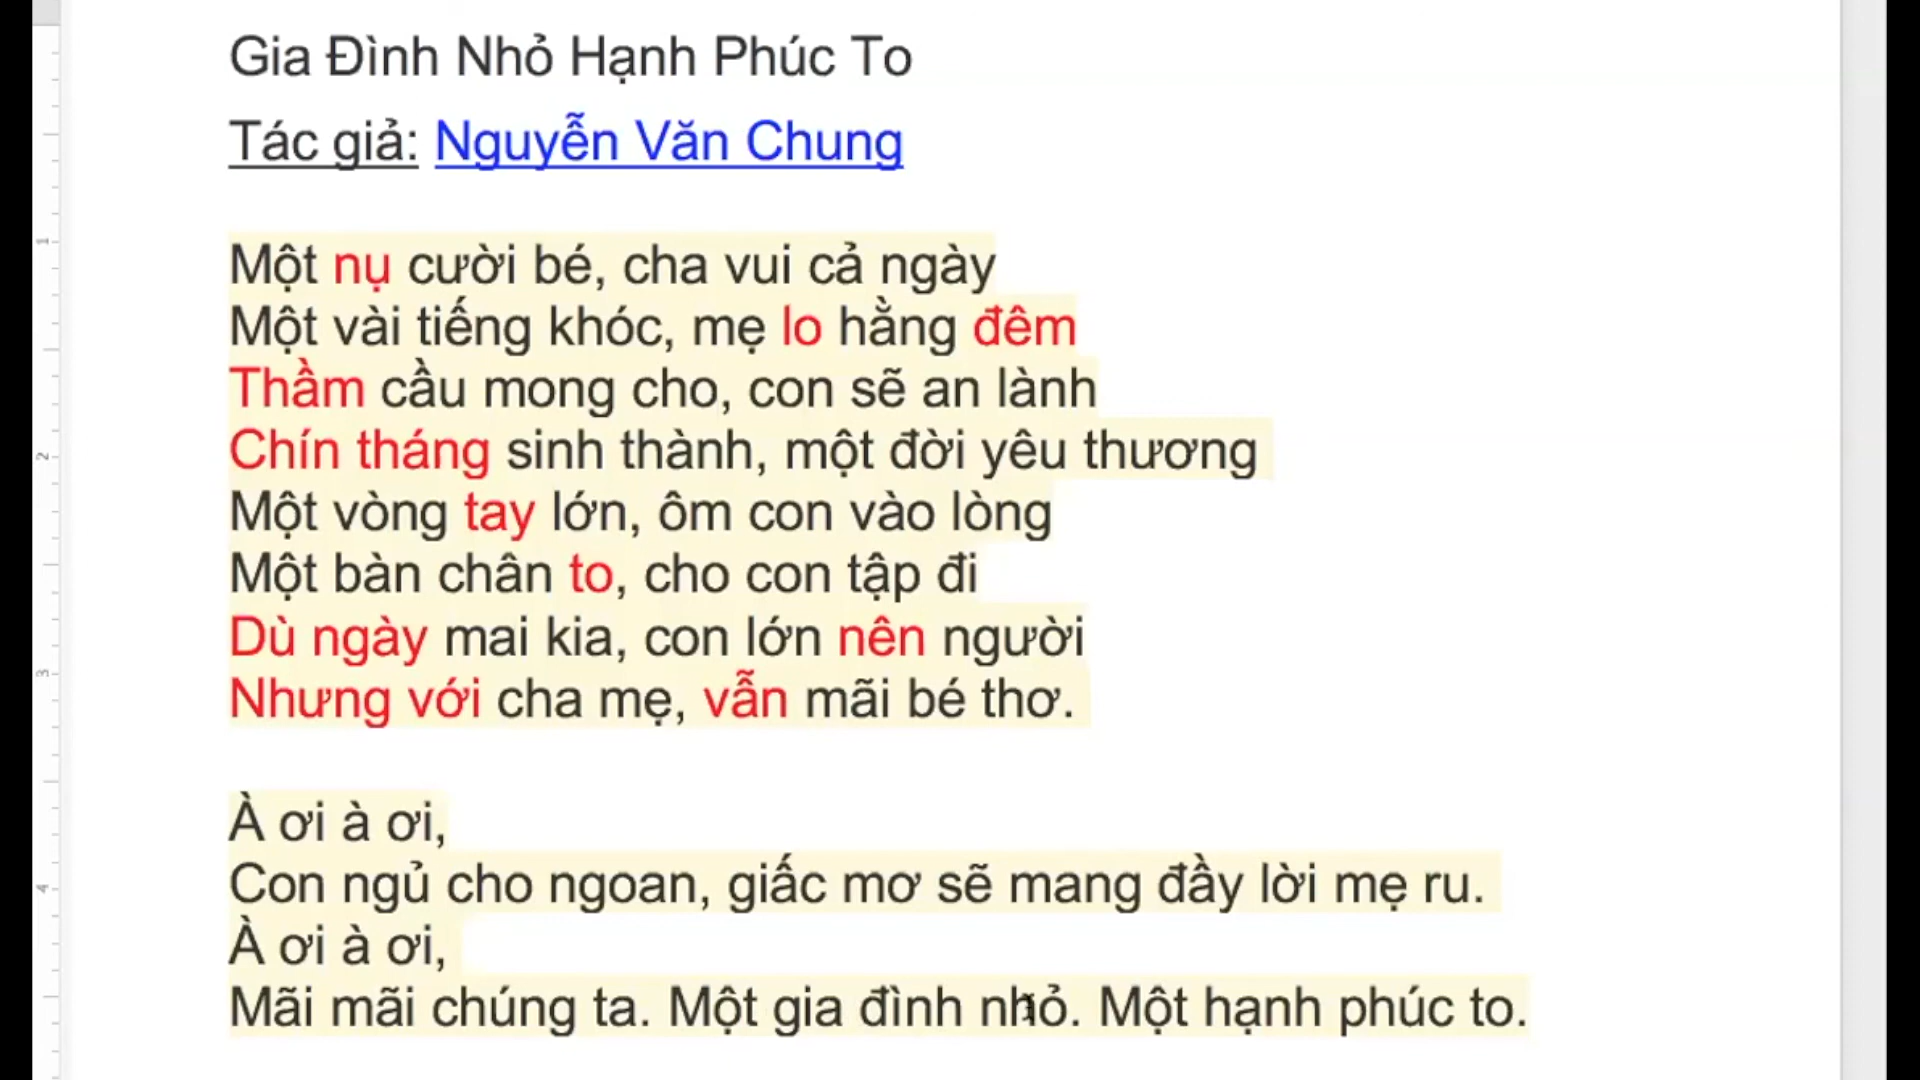 Gia Đình Nhỏ Hạnh Phúc To
Tác giả: Nguyễn Văn Chung
Một nụ cười bé, cha vui cả ngày
Một vài tiếng khóc, mẹ lo hằng đêm
Thầm cầu mong cho, con sẽ an lành
Chín tháng sinh thành, một đời yêu thương
Một vòng tay lớn, ôm con vào lòng
Một bàn chân to, cho con tập đi
Dù ngày mai kia, con lớn nên người
Nhưng với cha mẹ, vẫn mãi bé thơ.
À ơi à ơi,
Con ngủ cho ngoan, giấc mơ sẽ mang đầy lời mẹ ru.
À ơi à ơi,
Mãi mãi chúng ta. Một gia đình nhỏ. Một hạnh phúc to.
1
2
3
4